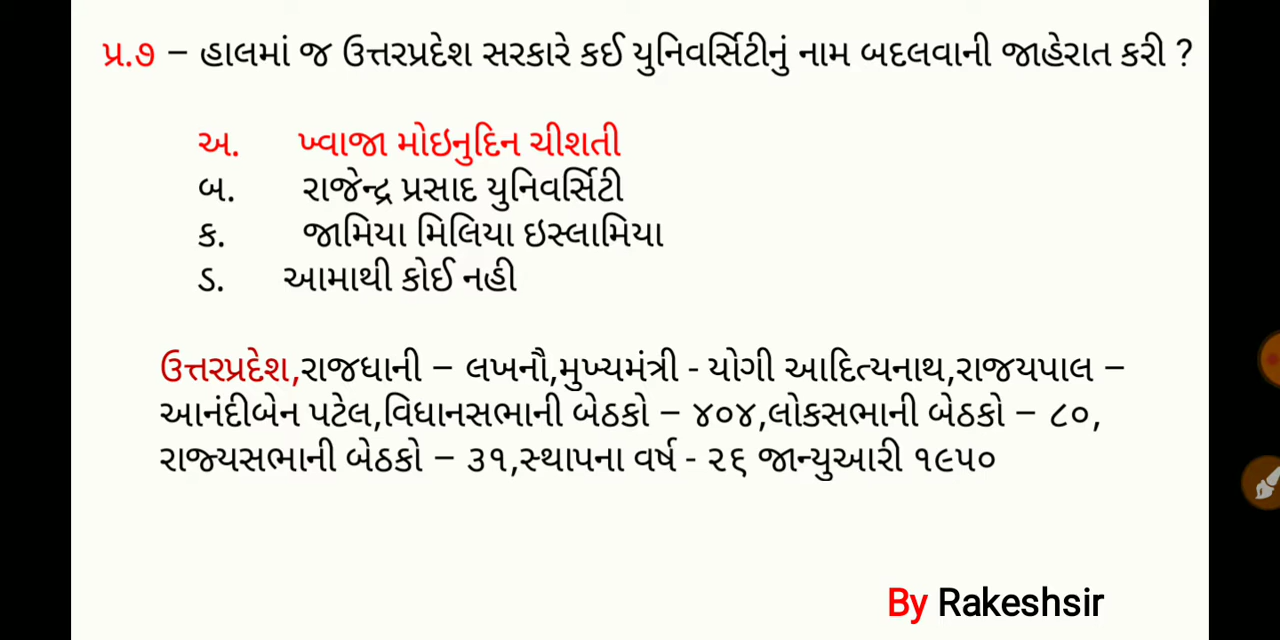 પ્ર.૭ – હાલમાં જ ઉત્તરપ્રદેશ સરકારે કઈ યુનિવર્સિટીનું નામ બદલવાની જાહેરાત કરી ?
અ. ખ્વાજા મોઇનુદિન ચીશતી
બ. રાજેન્દ્ર પ્રસાદ યુનિવર્સિટી
ક. જામિયા મિલિયા ઇસ્લામિયા
ડ. આમાથી કોઈ નહી
ઉત્તરપ્રદેશ,રાજધાની – લખનૌ,મુખ્યમંત્રી - યોગી આદિત્યનાથ,રાજયપાલ –
આનંદીબેન પટેલ,વિધાનસભાની બેઠકો – ૪૦૪,લોકસભાની બેઠકો – ૮૦,
રાજ્યસભાની બેઠકો – ૩૧,સ્થાપના વર્ષ - ૨૬ જાન્યુઆરી ૧૯૫૦
By Rakeshsir